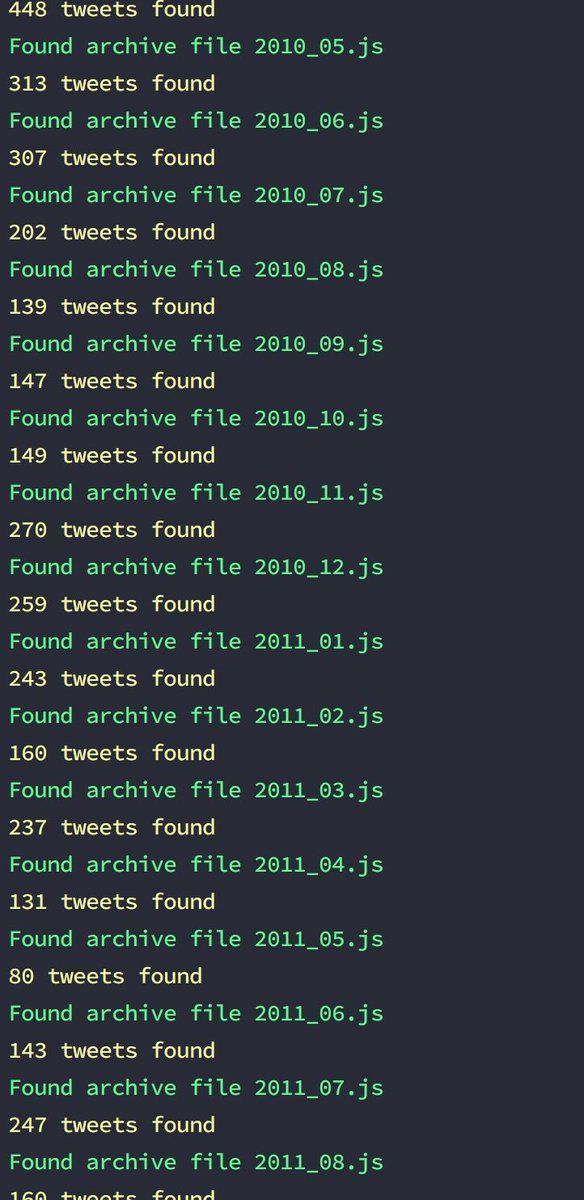 448 tweets found
Found archive file 2010_05.js
313 tweets found
Found archive file 2010_06.js
307 tweets found
Found archive file 2010_07.js
202 tweets found
Found archive file 2010_08.js
139 tweets found
Found archive file 2010_09.js
147 tweets found
Found archive file 2010_10.js
149 tweets found
Found archive file 2010_11.js
270 tweets found
Found archive file 2010_12.js
259 tweets found
Found archive file 2011_01.js
243 tweets found
Found archive file 2011_02.js
160 tweets found
Found archive file 2011_03.js
237 tweets found
Found archive file 2011_04.js
131 tweets found
Found archive file 2011_05.js
80 tweets found
Found archive file 2011_06.js
143 tweets found
Found archive file 2011_07.js
247 tweets found
Found archive file 2011_08.js
160 tweets found